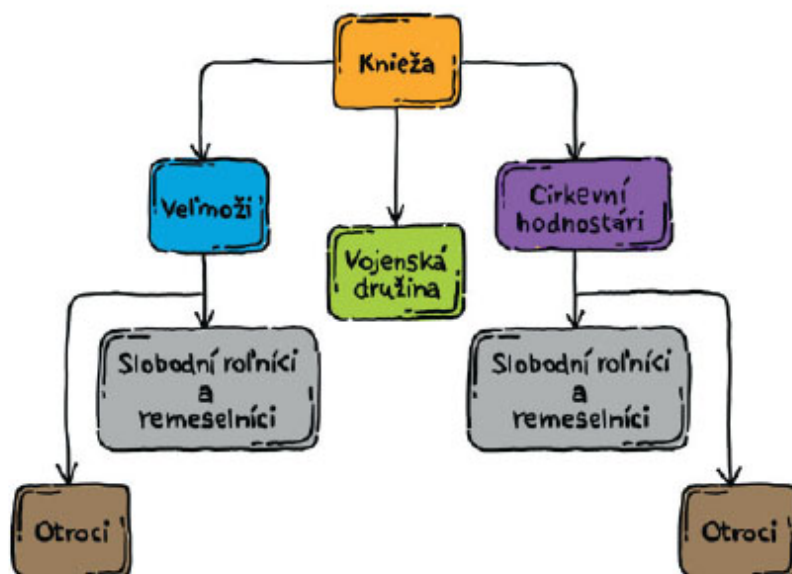 Knieža
Veľmoži
Cirkevní
hodnostári
Vojenská
družina
Slobodní roľníci
a
remeselníci
Slobodní roľníci
a
remeselníci
Otroci
Otroci